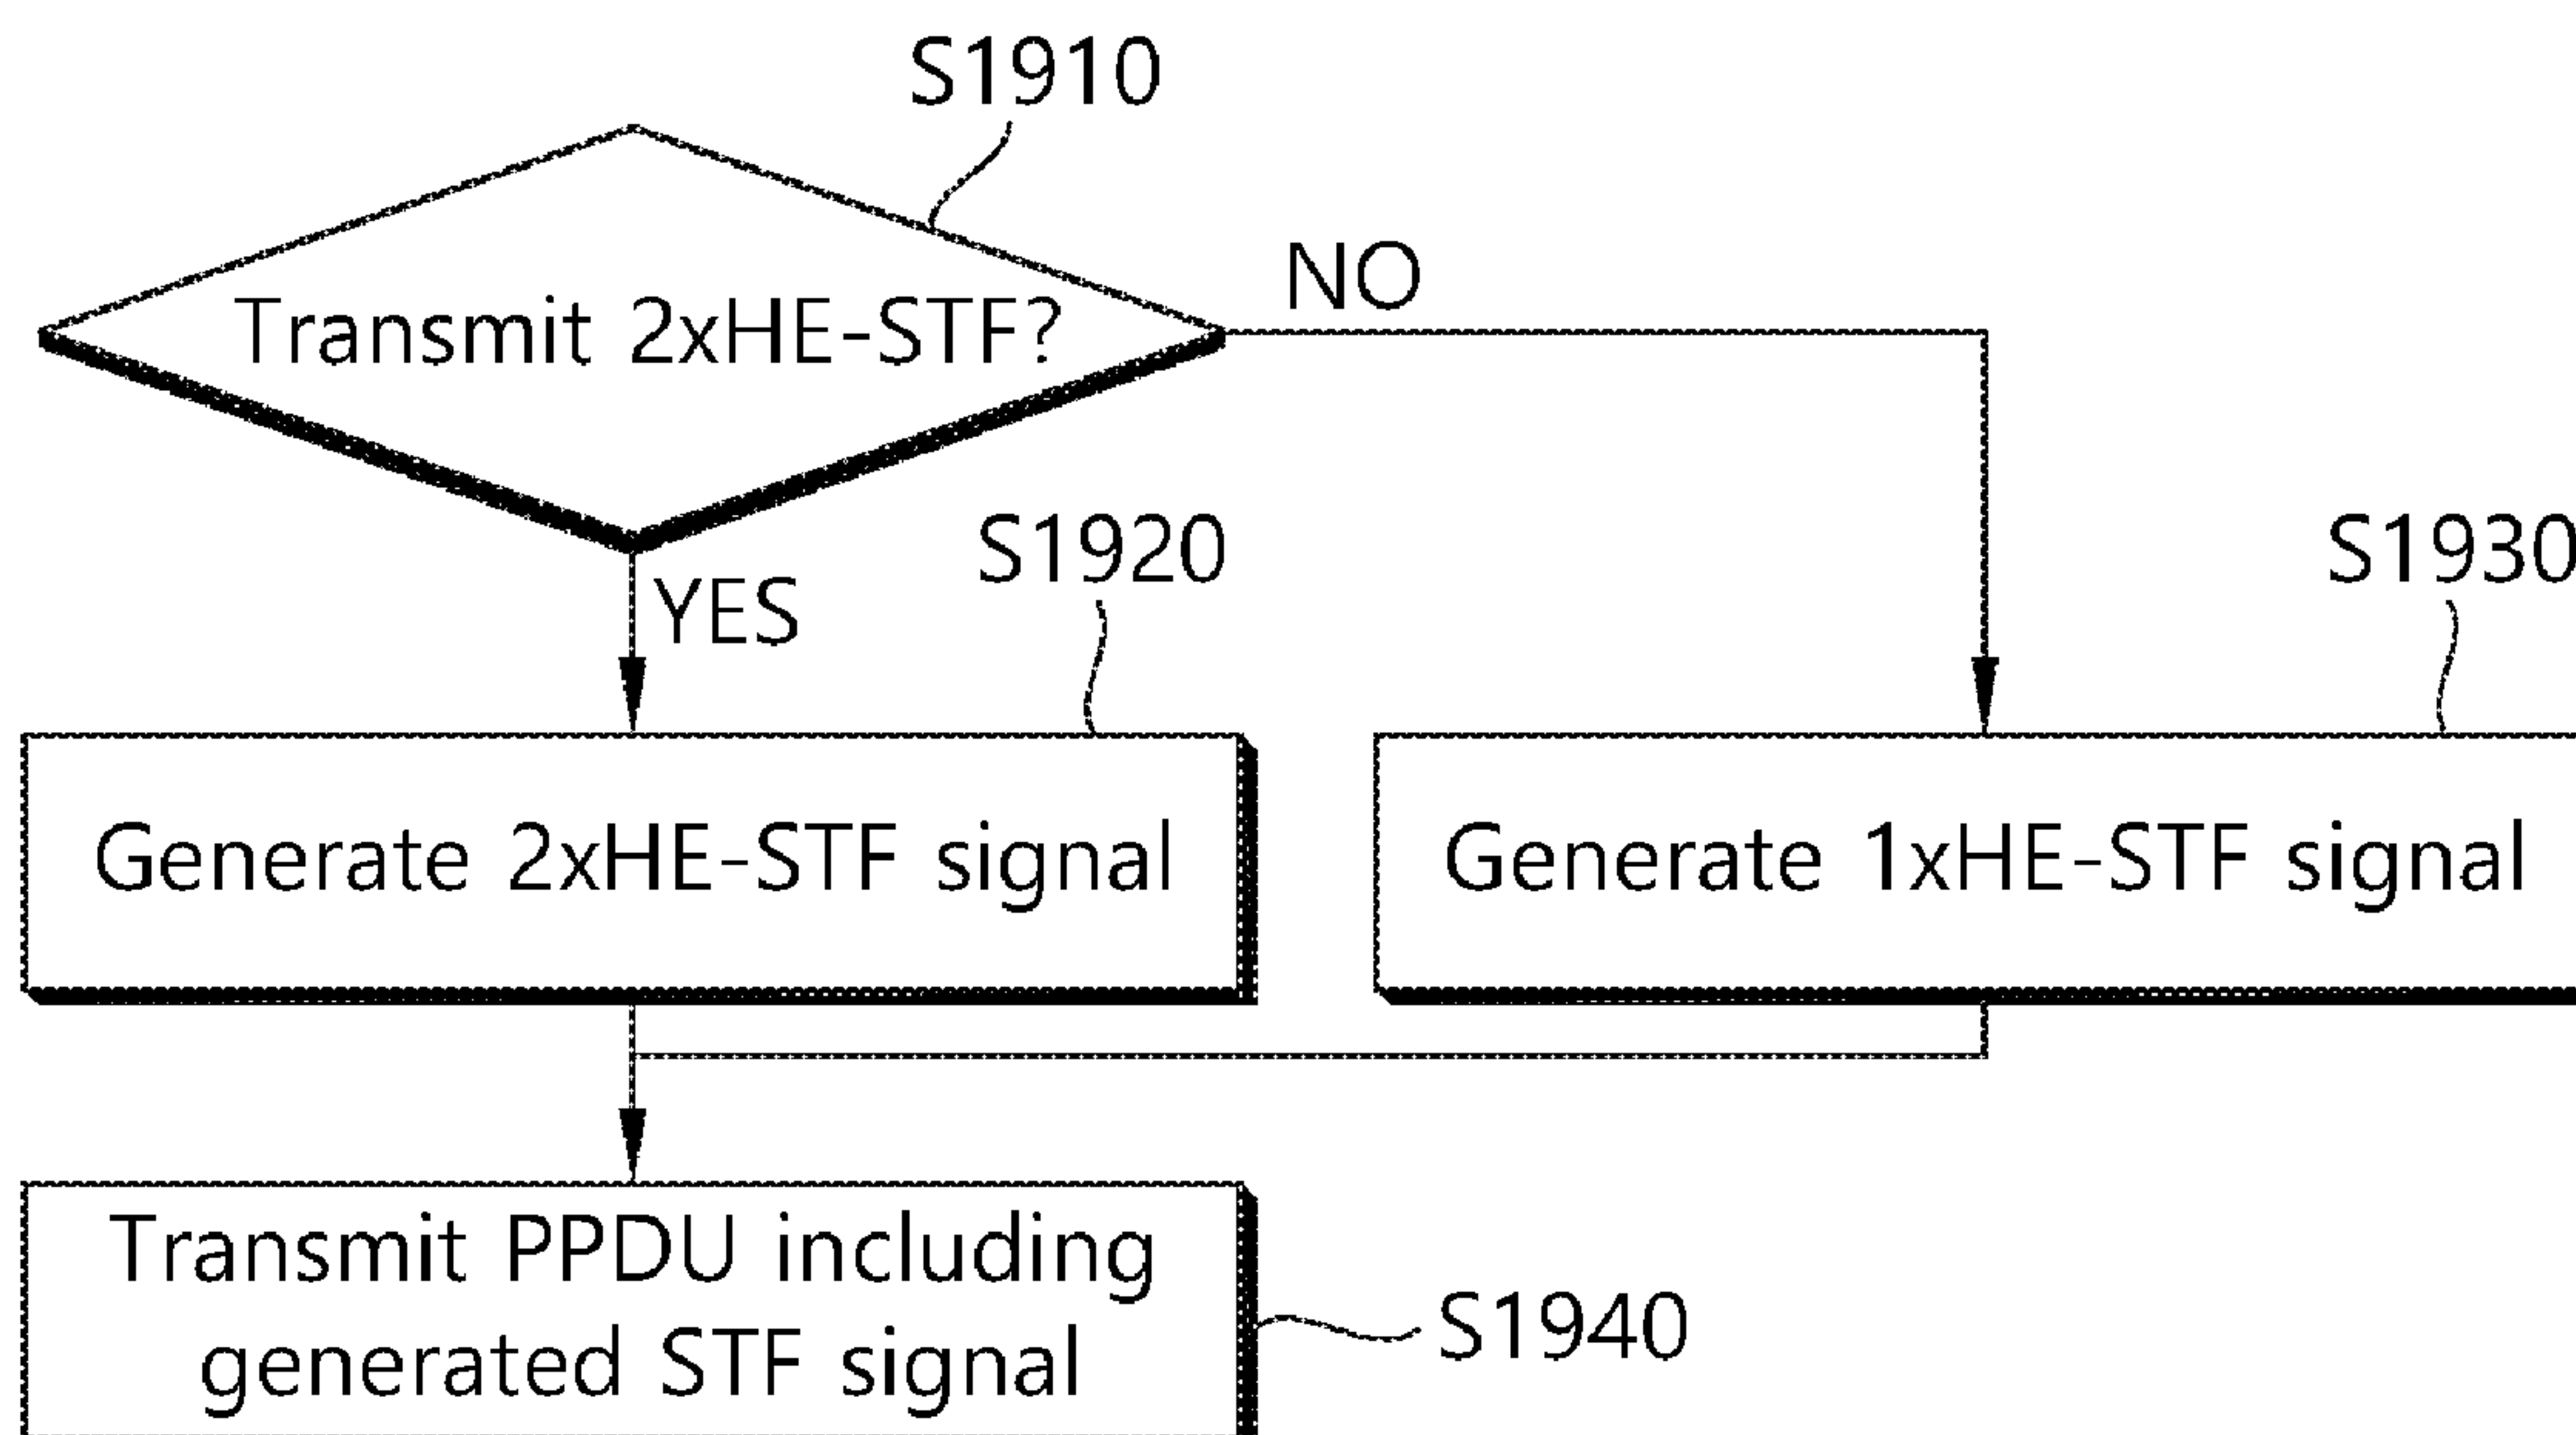 S1910
Transmit 2xHE-STF?
NO
YES
S1920
S1930
Generate 2xHE-STF signal
Generate 1xHE-STF signal
Transmit PPDU including
generated STF signal
S1940